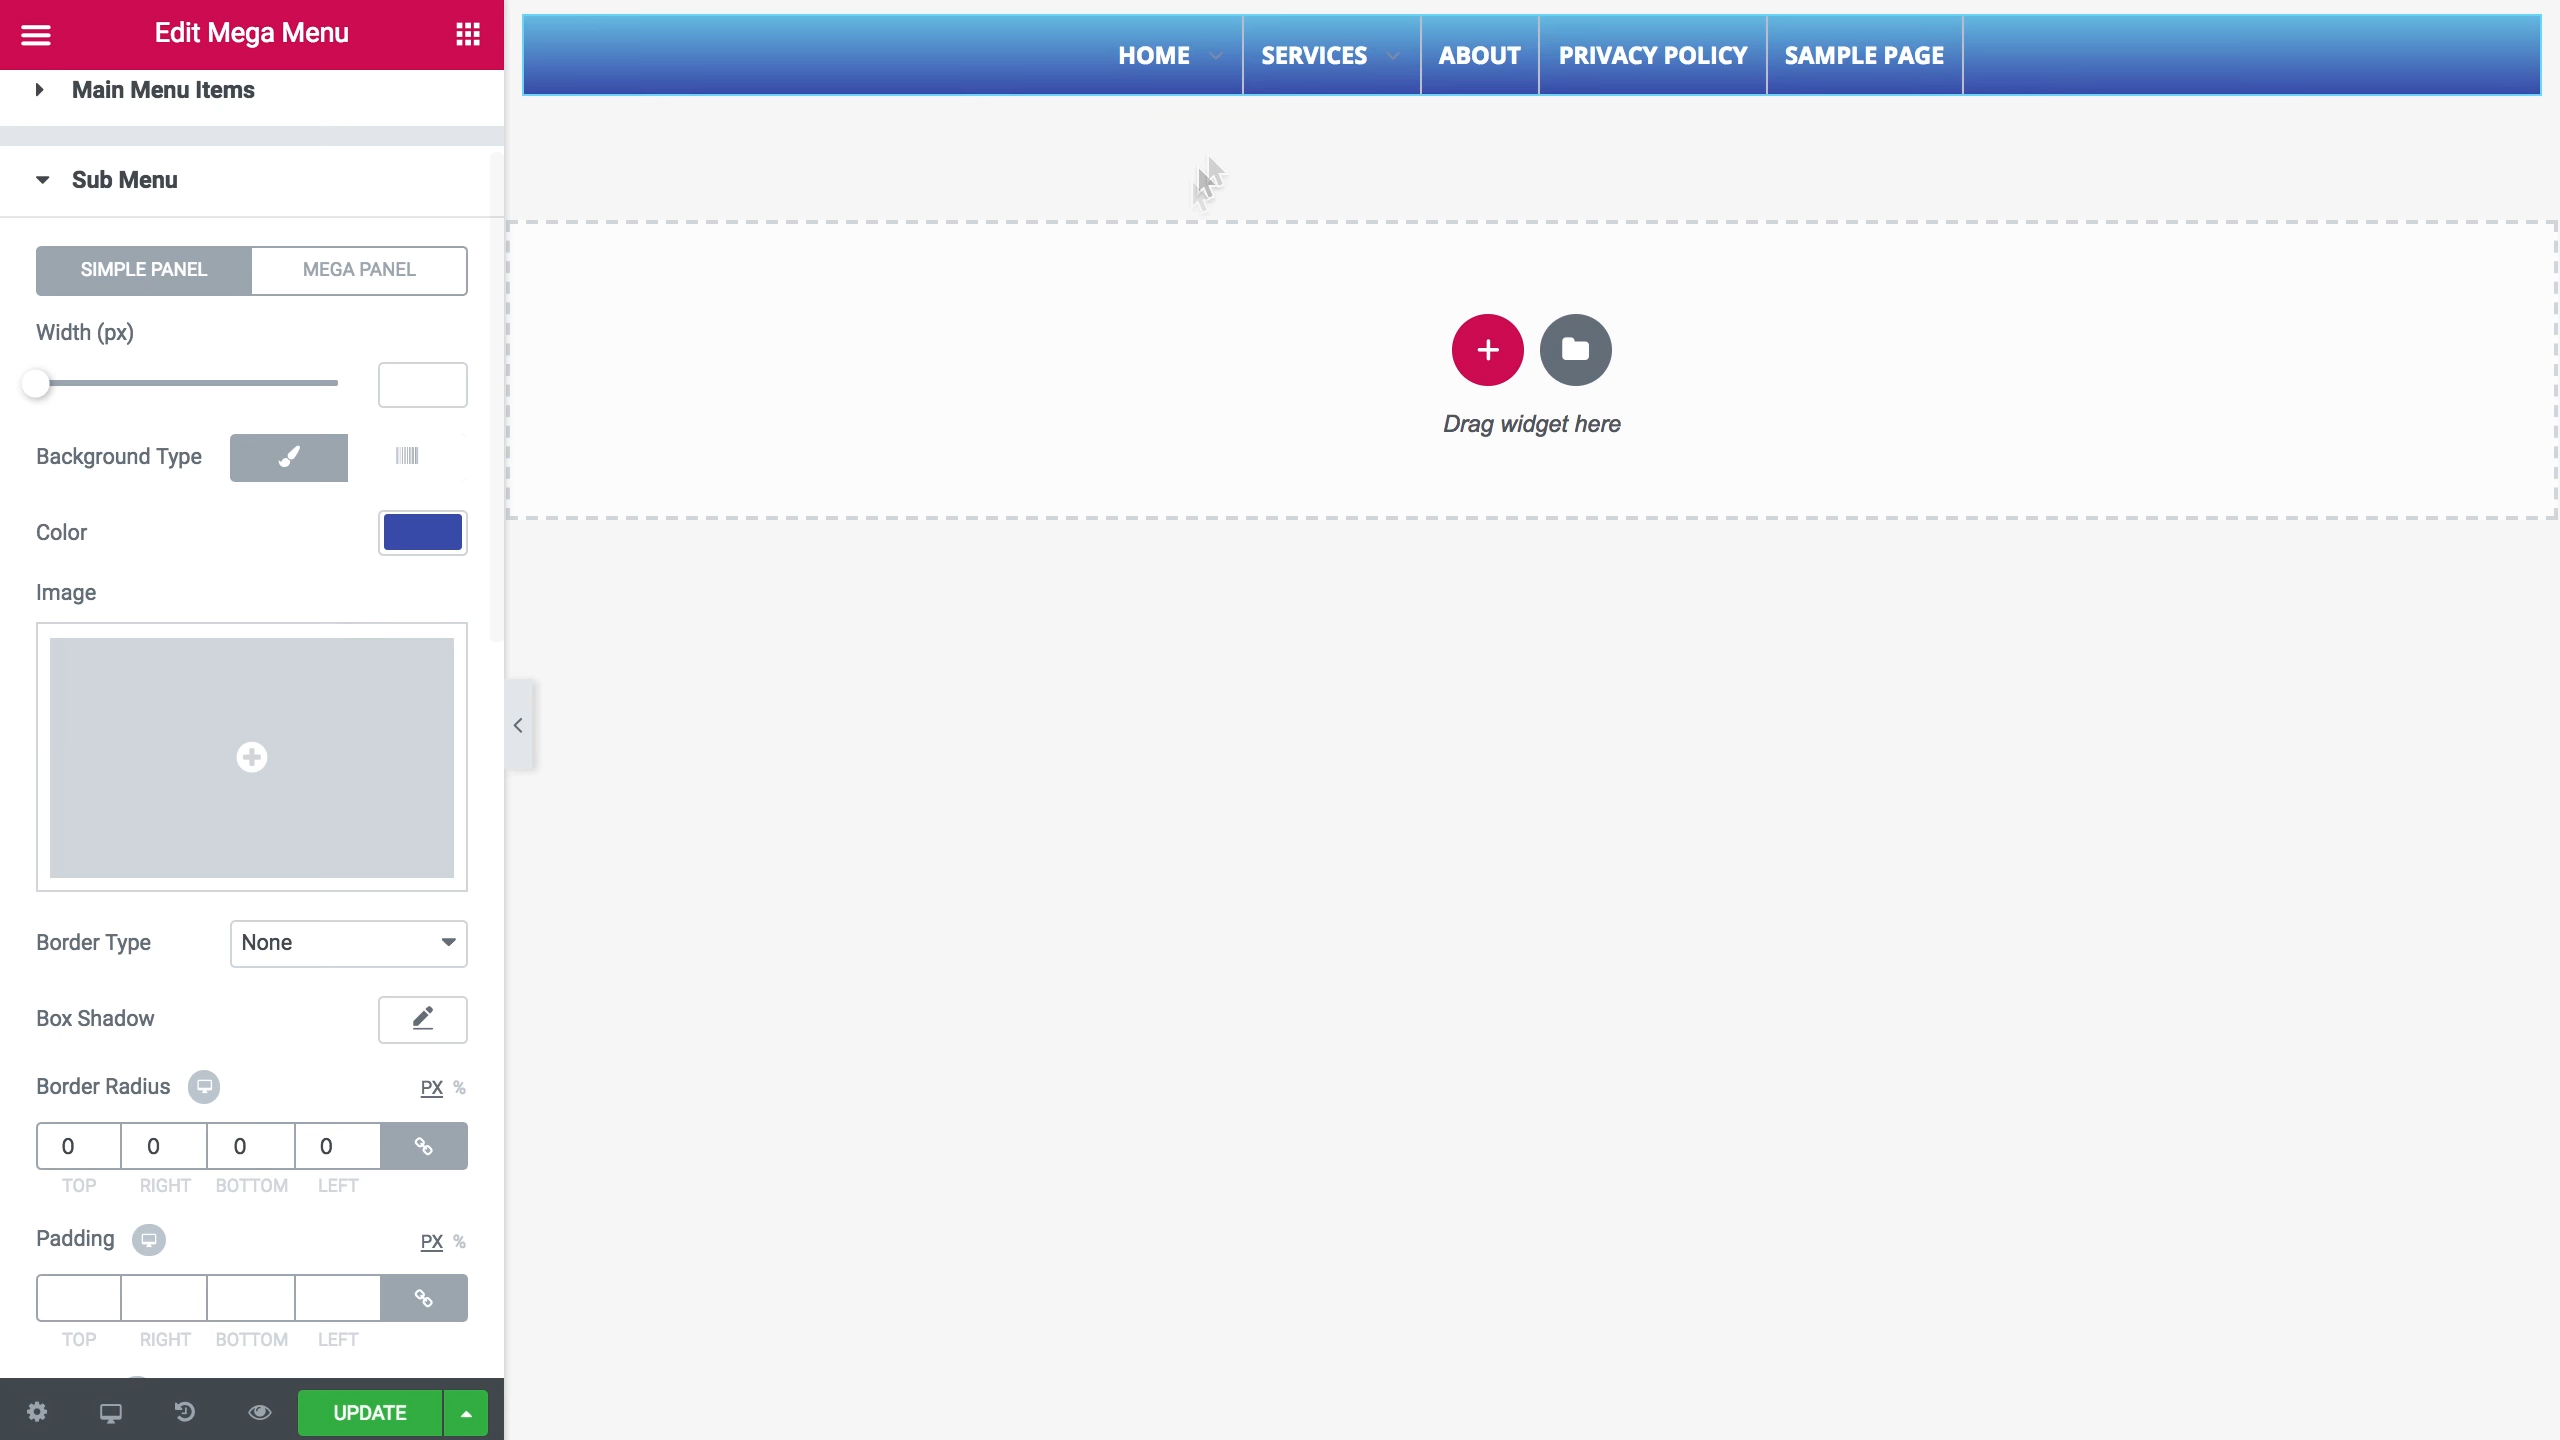 Edit Mega Menu
Main Menu Items
Sub Menu
SIMPLE PANEL MEGA PANEL
Width (px)
Background Type
Color
Image
Border Type None
Box Shadow
Border Radius PX %
0 0 0 0
TOP RIGHT BOTTOM LEFT
Padding PX %
TOP RIGHT BOTTOM LEFT
UPDATE
HOME SERVICES ABOUT PRIVACY POLICY SAMPLE PAGE
Drag widget here